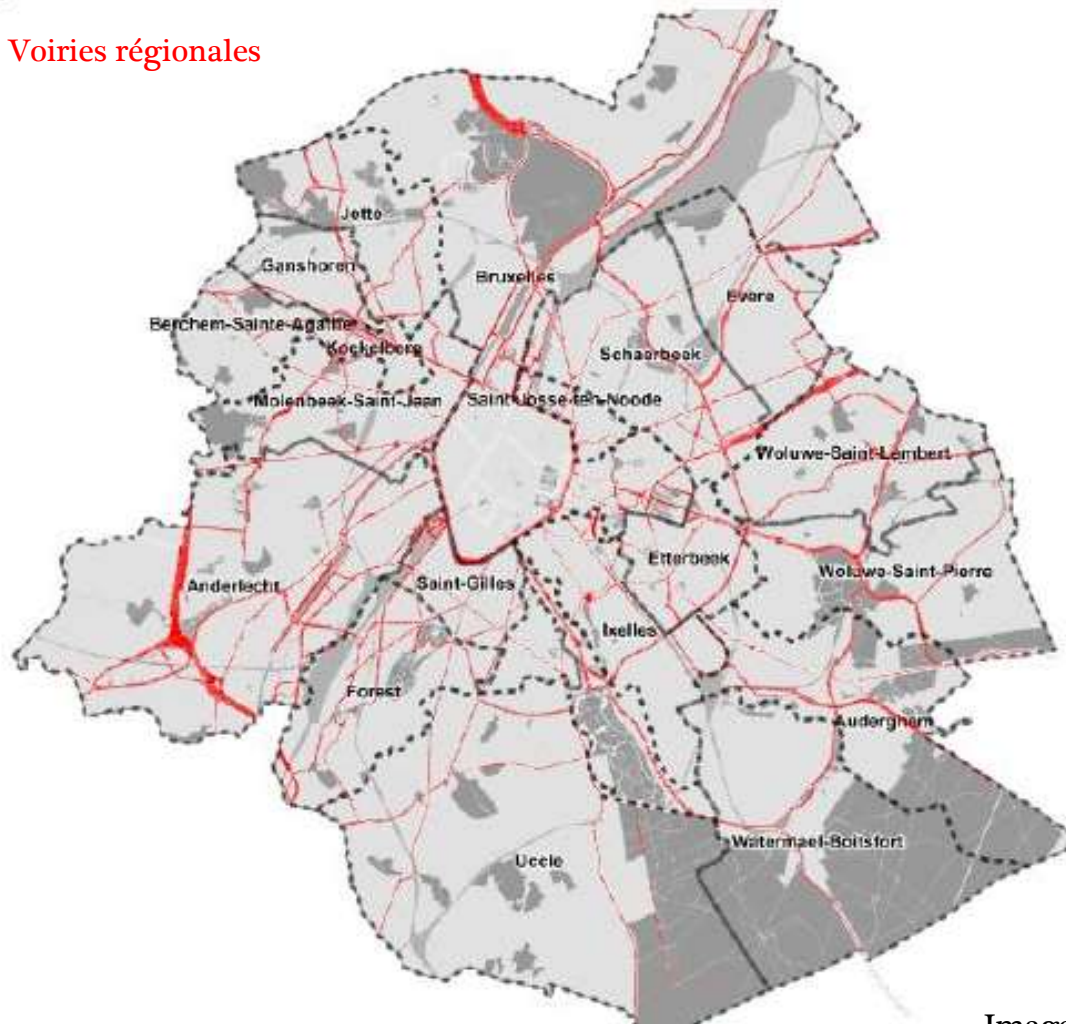 Voiries régionales
Jette
Ganshoren
Bruxelles
Evere
Berchem-Sainte-Agathe
Koekelberg
Schaerbeek
Molenbeek-Saint-Jean
Saint-Josse-ten-Noode
Woluwe-Saint-Lambert
Etterbeek
Woluwe-Saint-Pierre
Anderlecht
Saint-Gilles
Ixelles
Forest
Auderghem
Watermael-Boitsfort
Uccle